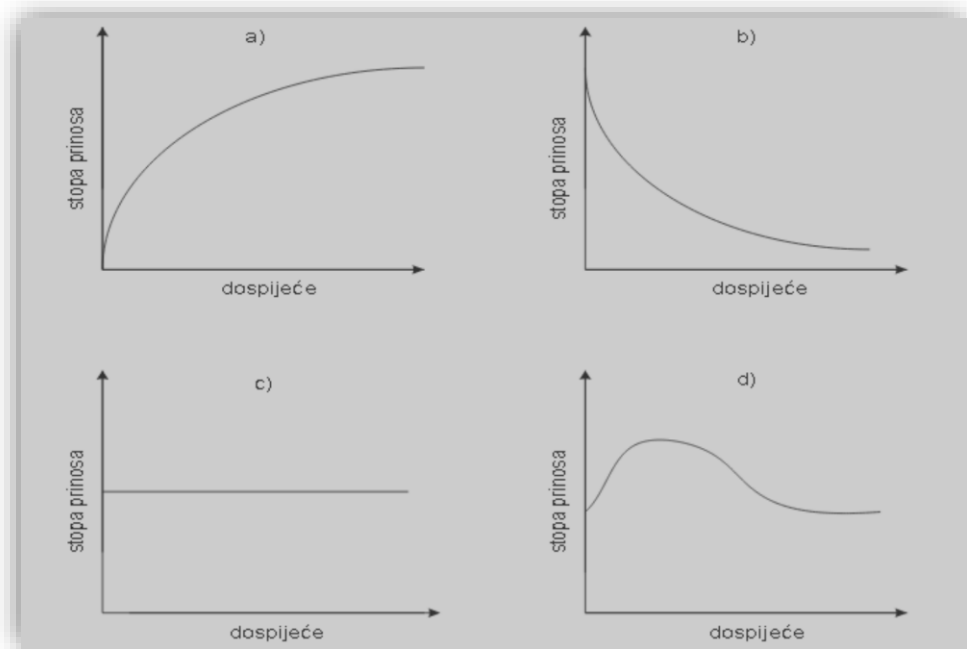 a)
stopa prinosa
dospijeće
b)
stopa prinosa
dospijeće
c)
stopa prinosa
dospijeće
d)
stopa prinosa
dospijeće